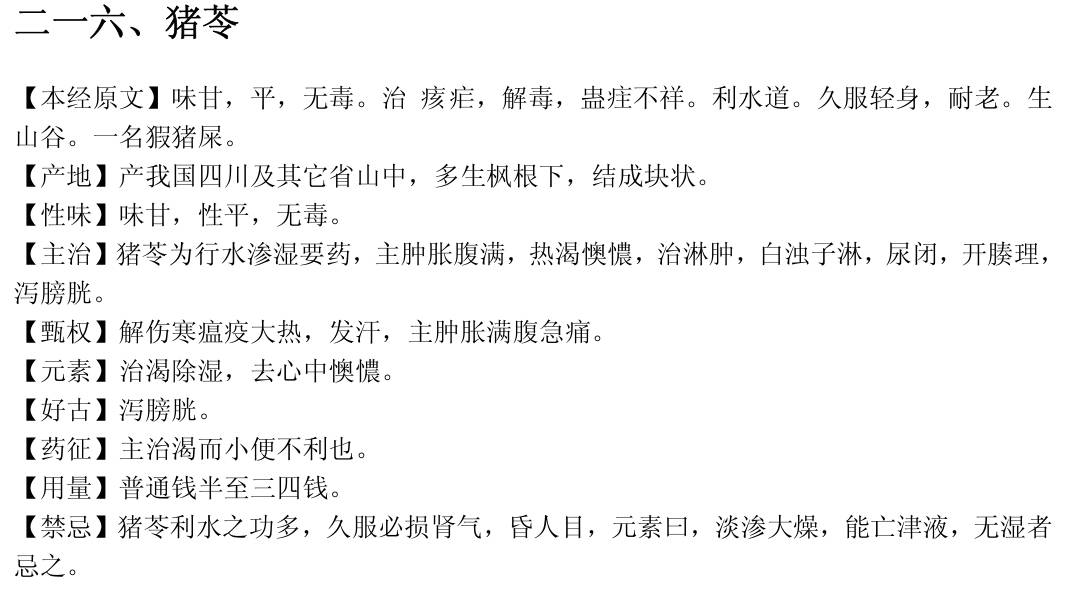 二一六、猪苓
【本经原文】味甘，平，无毒。治 痎疟，解毒，蛊疰不祥。利水道。久服轻身，耐老。生
山谷。一名猳猪屎。
【产地】产我国四川及其它省山中，多生枫根下，结成块状。
【性味】味甘，性平，无毒。
【主治】猪苓为行水渗湿要药，主肿胀腹满，热渴懊憹，治淋肿，白浊子淋，尿闭，开腠理，
泻膀胱。
【甄权】解伤寒瘟疫大热，发汗，主肿胀满腹急痛。
【元素】治渴除湿，去心中懊憹。
【好古】泻膀胱。
【药征】主治渴而小便不利也。
【用量】普通钱半至三四钱。
【禁忌】猪苓利水之功多，久服必损肾气，昏人目，元素曰，淡渗大燥，能亡津液，无湿者
忌之。